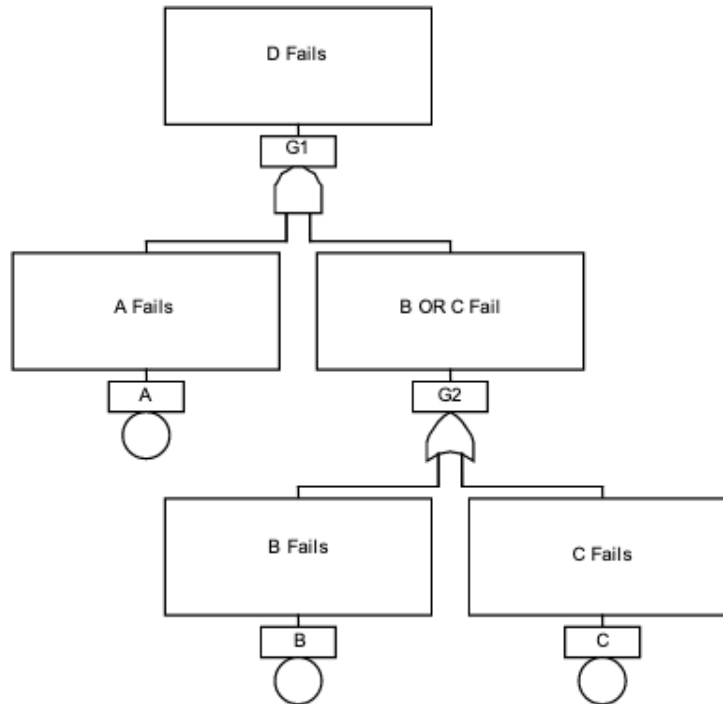 D Fails
G1
A Fails
B OR C Fail
A
G2
B Fails
C Fails
B
C